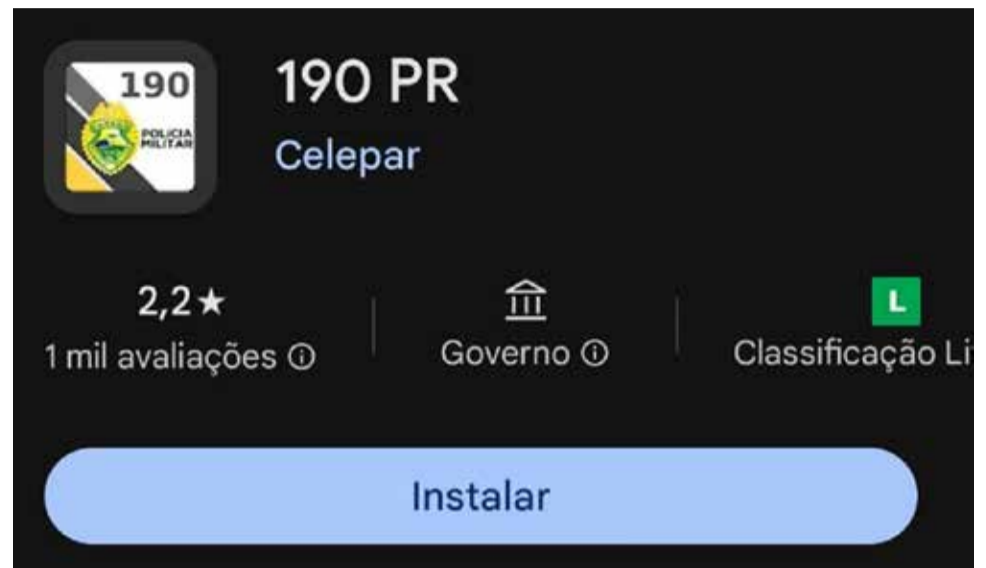 190
POLICIA
MILITAR
190 PR
Celepar
2,2★
1 mil avaliações
Governo
L
Classificação Li
Instalar